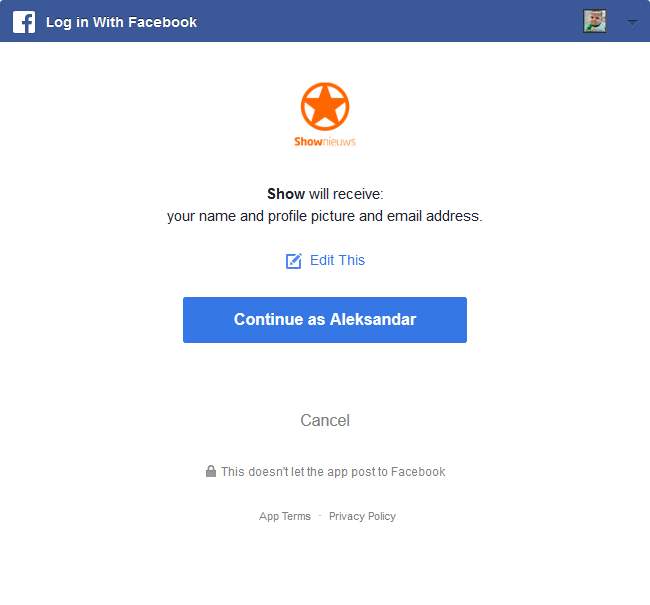 Log in With Facebook
Shownieuws
Show will receive:
your name and profile picture and email address.
Edit This
Continue as Aleksandar
Cancel
This doesn't let the app post to Facebook
App Terms · Privacy Policy